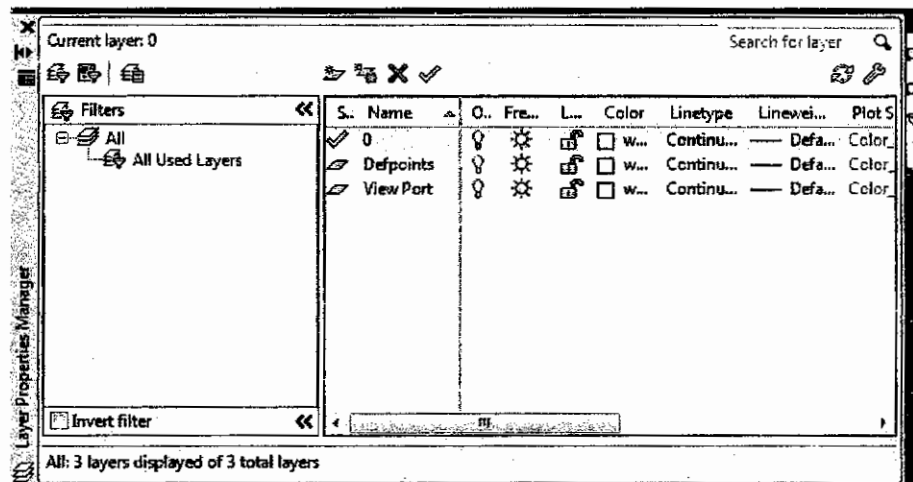 Current layer: 0
Search for layer
Filters
All
All Used Layers
Invert filter
S.. Name O.. Fre... L... Color Linetype Linewei... Plot S
0 w... Continu... Defa... Color_
Defpoints w... Continu... Defa... Color_
View Port w... Continu... Defa... Color_
All: 3 layers displayed of 3 total layers
Layer Properties Manager